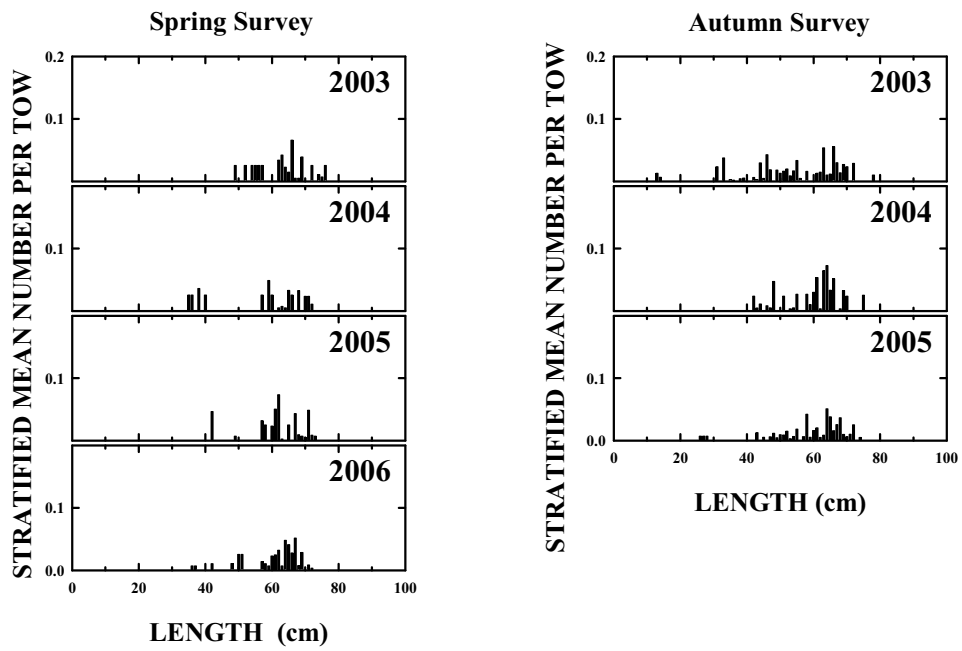 Spring Survey
STRATIFIED MEAN NUMBER PER TOW
0.2
2003
0.1
2004
0.1
2005
0.1
2006
0.1
0.0
0 20 40 60 80 100
LENGTH (cm)
Autumn Survey
STRATIFIED MEAN NUMBER PER TOW
0.2
2003
0.1
2004
0.1
2005
0.1
0.0
0 20 40 60 80 100
LENGTH (cm)